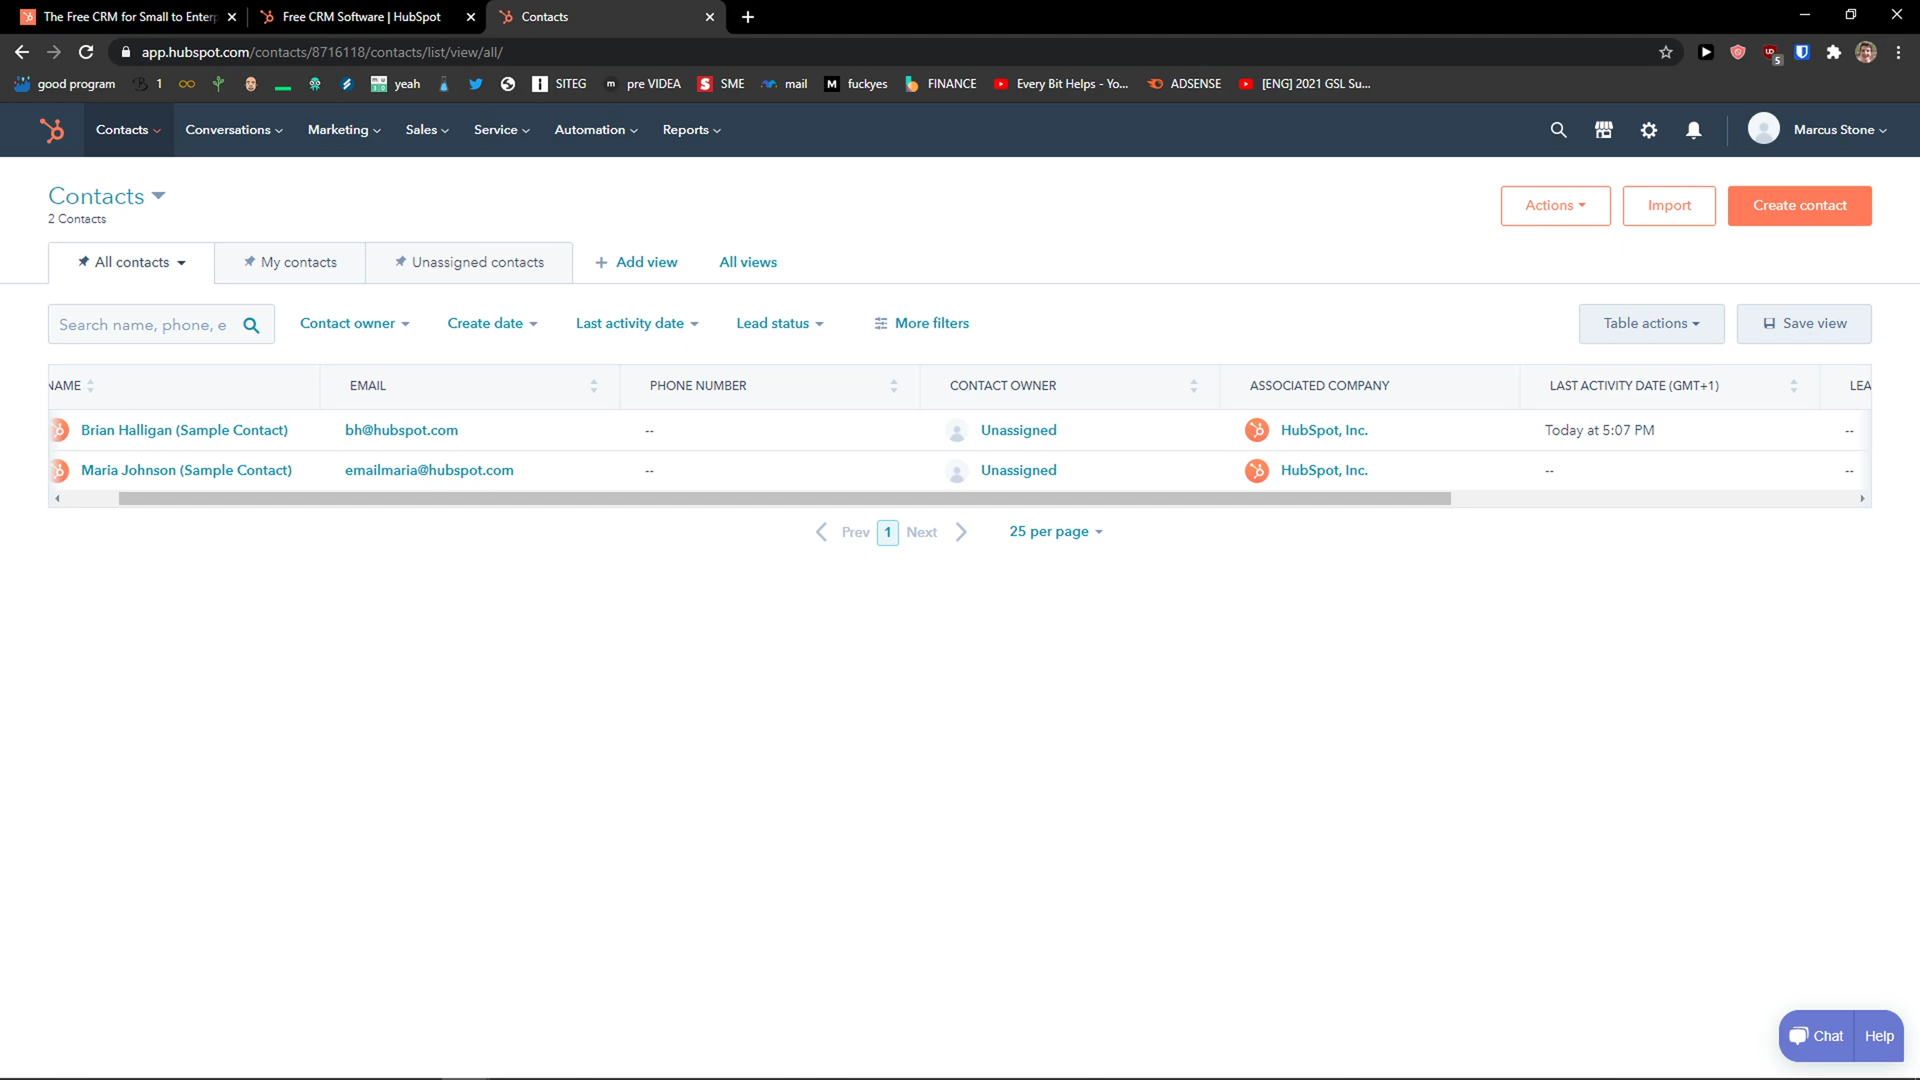 The Free CRM for Small to Enterp
Free CRM Software | HubSpot
Contacts
app.hubspot.com/contacts/8716118/contacts/list/view/all/
5
good program
1
yeah
SITEG
pre VIDEA
SME
mail
fuckyes
FINANCE
Every Bit Helps - Yo...
ADSENSE
[ENG] 2021 GSL Su...
Contacts
Conversations
Marketing
Sales
Service
Automation
Reports
Marcus Stone
Contacts
2 Contacts
Actions
Import
Create contact
All contacts
My contacts
Unassigned contacts
+ Add view
All views
Search name, phone, e
Contact owner
Create date
Last activity date
Lead status
More filters
Table actions
Save view
NAME
EMAIL
PHONE NUMBER
CONTACT OWNER
ASSOCIATED COMPANY
LAST ACTIVITY DATE (GMT+1)
LEA
Brian Halligan (Sample Contact)
bh@hubspot.com
--
Unassigned
HubSpot, Inc.
Today at 5:07 PM
--
Maria Johnson (Sample Contact)
emailmaria@hubspot.com
--
Unassigned
HubSpot, Inc.
--
--
Prev
1
Next
25 per page
Chat
Help